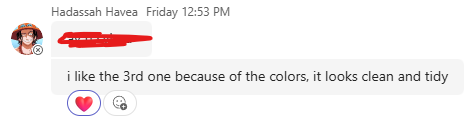 Hadassah Havea Friday 12:53 PM
i like the 3rd one because of the colors, it looks clean and tidy